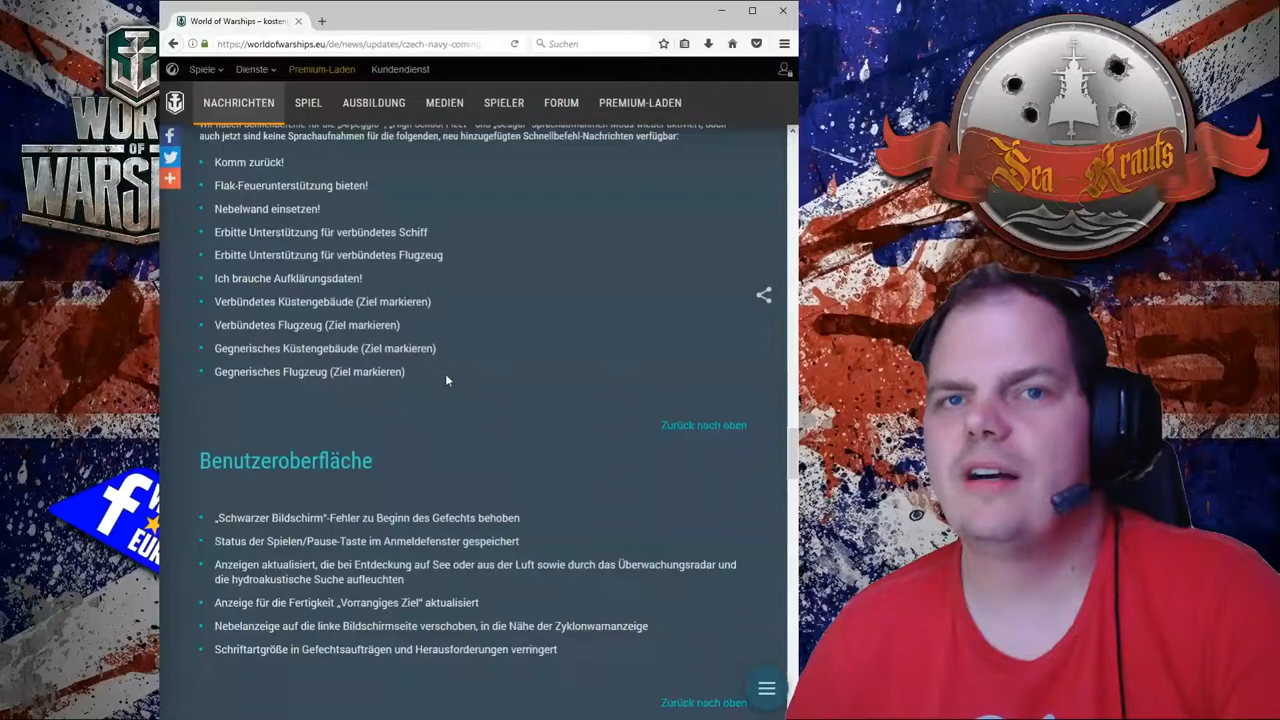 World of Warships – kosten
https://worldofwarships.eu/de/news/updates/czech-navy-coming
Suchen
Spiele
Dienste
Premium-Laden
Kundendienst
NACHRICHTEN
SPIEL
AUSBILDUNG
MEDIEN
SPIELER
FORUM
PREMIUM-LADEN
auch jetzt sind keine Sprachaufnahmen für die folgenden, neu hinzugefügten Schnellbefehl-Nachrichten verfügbar:
Komm zurück!
Flak-Feuerunterstützung bieten!
Nebelwand einsetzen!
Erbitte Unterstützung für verbündetes Schiff
Erbitte Unterstützung für verbündetes Flugzeug
Ich brauche Aufklärungsdaten!
Verbündetes Küstengebäude (Ziel markieren)
Verbündetes Flugzeug (Ziel markieren)
Gegnerisches Küstengebäude (Ziel markieren)
Gegnerisches Flugzeug (Ziel markieren)
Zurück nach oben
Benutzeroberfläche
„Schwarzer Bildschirm“-Fehler zu Beginn des Gefechts behoben
Status der Spielen/Pause-Taste im Anmeldefenster gespeichert
Anzeigen aktualisiert, die bei Entdeckung auf See oder aus der Luft sowie durch das Überwachungsradar und
die hydroakustische Suche aufleuchten
Anzeige für die Fertigkeit „Vorrangiges Ziel“ aktualisiert
Nebelanzeige auf die linke Bildschirmseite verschoben, in die Nähe der Zyklonwarnanzeige
Schriftartgröße in Gefechtsaufträgen und Herausforderungen verringert
Zurück nach oben
WOR
OF
WARS
Sea Krauts